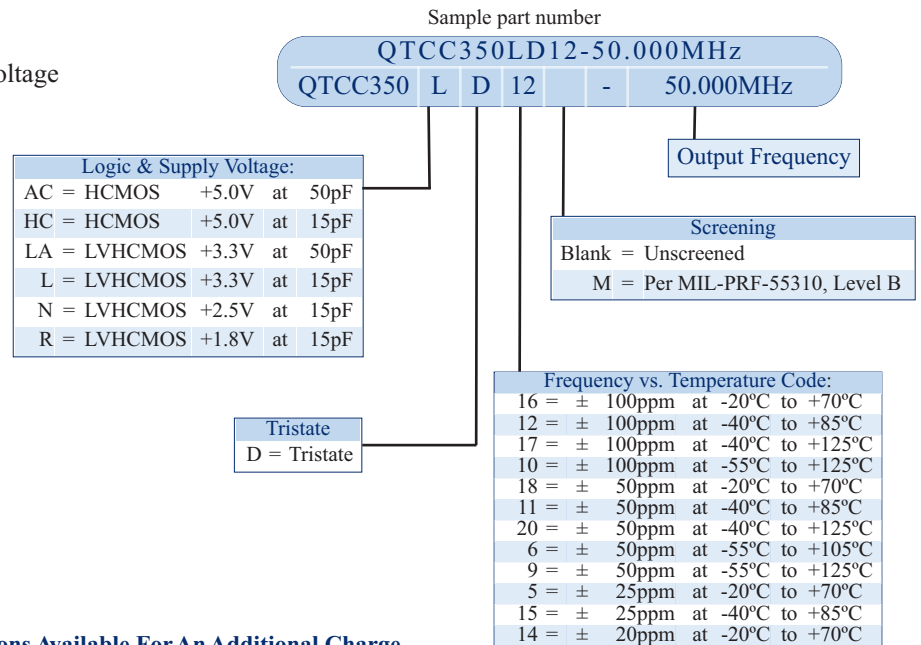 Sample part number
QTCC350LD12-50.000MHz
oltage
QTCC350 L D 12 - 50.000MHz
Output Frequency
Logic & Supply Voltage:
AC = HCMOS +5.0V at 50pF
HC = HCMOS +5.0V at 15pF
LA = LVHCMOS +3.3V at 50pF
L = LVHCMOS +3.3V at 15pF
N = LVHCMOS +2.5V at 15pF
R = LVHCMOS +1.8V at 15pF
Screening
Blank = Unscreened
M = Per MIL-PRF-55310, Level B
Tristate
D = Tristate
Frequency vs. Temperature Code:
16 = ± 100ppm at -20ºC to +70ºC
12 = ± 100ppm at -40ºC to +85ºC
17 = ± 100ppm at -40ºC to +125ºC
10 = ± 100ppm at -55ºC to +125ºC
18 = ± 50ppm at -20ºC to +70ºC
11 = ± 50ppm at -40ºC to +85ºC
20 = ± 50ppm at -40ºC to +125ºC
6 = ± 50ppm at -55ºC to +105ºC
9 = ± 50ppm at -55ºC to +125ºC
5 = ± 25ppm at -20ºC to +70ºC
15 = ± 25ppm at -40ºC to +85ºC
14 = ± 20ppm at -20ºC to +70ºC
ons Available For An Additional Charge